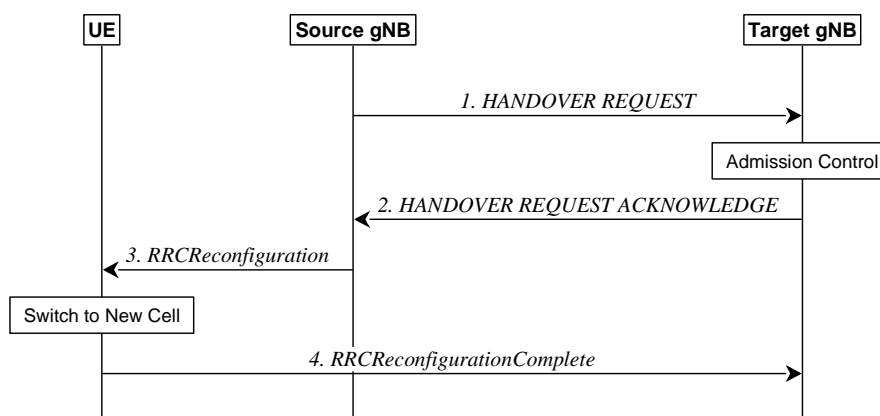 UE
Source gNB
Target gNB
1. HANDOVER REQUEST
Admission Control
2. HANDOVER REQUEST ACKNOWLEDGE
3. RRCReconfiguration
Switch to New Cell
4. RRCReconfigurationComplete